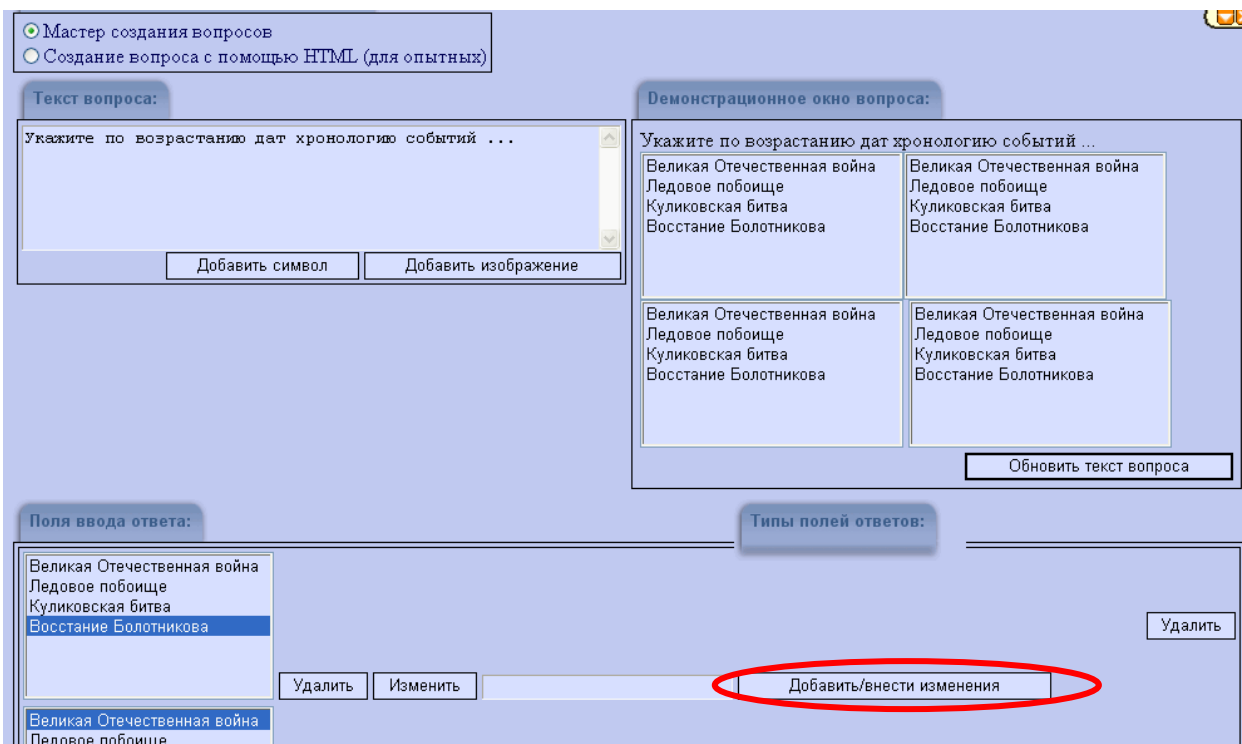 Мастер создания вопросов
Создание вопроса с помощью HTML (для опытных)
Текст вопроса:
Укажите по возрастанию дат хронологию событий ...
Добавить символ
Добавить изображение
Демонстрационное окно вопроса:
Укажите по возрастанию дат хронологию событий ...
Великая Отечественная война
Ледовое побоище
Куликовская битва
Восстание Болотникова
Великая Отечественная война
Ледовое побоище
Куликовская битва
Восстание Болотникова
Великая Отечественная война
Ледовое побоище
Куликовская битва
Восстание Болотникова
Великая Отечественная война
Ледовое побоище
Куликовская битва
Восстание Болотникова
Обновить текст вопроса
Поля ввода ответа:
Типы полей ответов:
Великая Отечественная война
Ледовое побоище
Куликовская битва
Восстание Болотникова
Удалить
Удалить
Изменить
Добавить/внести изменения
Великая Отечественная война
Ледовое побоище